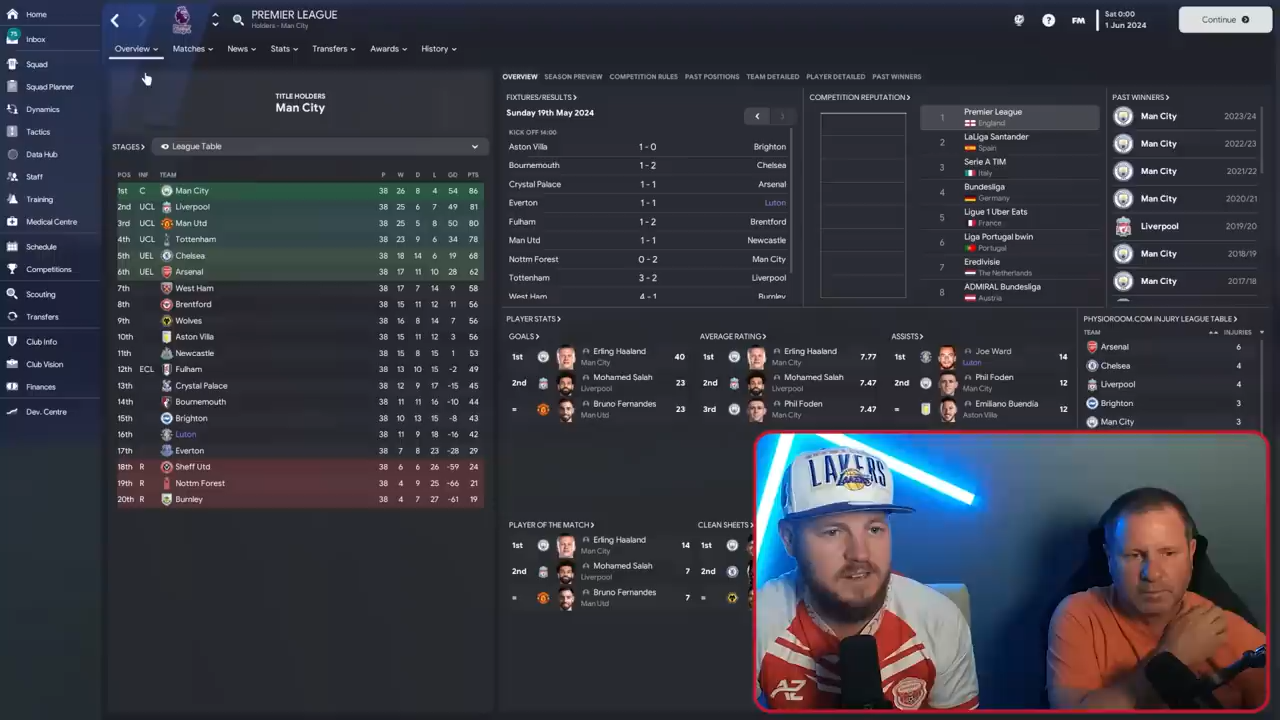 Home
Inbox
75
Squad
Squad Planner
Dynamics
Tactics
Data Hub
Staff
Training
Medical Centre
Schedule
Competitions
Scouting
Transfers
Club Info
Club Vision
Finances
Dev. Centre
PREMIER LEAGUE
Holders - Man City
FM
Sat 0:00
1 Jun 2024
Continue
Overview
Matches
News
Stats
Transfers
Awards
History
TITLE HOLDERS
Man City
STAGES
League Table
POS INF TEAM P W D L GD PTS
1st C Man City 38 26 8 4 54 86
2nd UCL Liverpool 38 25 6 7 49 81
3rd UCL Man Utd 38 25 5 8 50 80
4th UCL Tottenham 38 23 9 6 34 78
5th UEL Chelsea 38 18 14 6 19 68
6th UEL Arsenal 38 17 11 10 28 62
7th West Ham 38 17 7 14 9 58
8th Brentford 38 15 11 12 11 56
9th Wolves 38 16 8 14 7 56
10th Aston Villa 38 15 11 12 3 56
11th Newcastle 38 15 8 15 1 53
12th ECL Fulham 38 13 10 15 -2 49
13th Crystal Palace 38 12 9 17 -15 45
14th Bournemouth 38 11 11 16 -10 44
15th Brighton 38 10 13 15 -8 43
16th Luton 38 11 9 18 -16 42
17th Everton 38 7 8 23 -28 29
18th R Sheff Utd 38 6 6 26 -59 24
19th R Nottm Forest 38 4 9 25 -66 21
20th R Burnley 38 4 7 27 -61 19
OVERVIEW SEASON PREVIEW COMPETITION RULES PAST POSITIONS TEAM DETAILED PLAYER DETAILED PAST WINNERS
FIXTURES/RESULTS
Sunday 19th May 2024
KICK OFF 14:00
Aston Villa 1 - 0 Brighton
Bournemouth 1 - 2 Chelsea
Crystal Palace 1 - 1 Arsenal
Everton 1 - 1 Luton
Fulham 1 - 2 Brentford
Man Utd 1 - 1 Newcastle
Nottm Forest 0 - 2 Man City
Tottenham 3 - 2 Liverpool
West Ham 4 - 1 Burnley
COMPETITION REPUTATION
1 Premier League
England
2 LaLiga Santander
Spain
3 Serie A TIM
Italy
4 Bundesliga
Germany
5 Ligue 1 Uber Eats
France
6 Liga Portugal bwin
Portugal
7 Eredivisie
The Netherlands
8 ADMIRAL Bundesliga
Austria
PAST WINNERS
Man City 2023/24
Man City 2022/23
Man City 2021/22
Man City 2020/21
Liverpool 2019/20
Man City 2018/19
Man City 2017/18
PLAYER STATS
GOALS
1st Erling Haaland 40
Man City
2nd Mohamed Salah 23
Liverpool
= Bruno Fernandes 23
Man Utd
AVERAGE RATING
1st Erling Haaland 7.77
Man City
2nd Mohamed Salah 7.47
Liverpool
3rd Phil Foden 7.47
Man City
ASSISTS
1st Joe Ward 14
Luton
2nd Phil Foden 12
Man City
= Emiliano Buendia 12
Aston Villa
PHYSIOROOM.COM INJURY LEAGUE TABLE
TEAM INJURIES
Arsenal 6
Chelsea 4
Liverpool 4
Brighton 3
Man City 3
PLAYER OF THE MATCH
1st Erling Haaland 14
Man City
2nd Mohamed Salah 7
Liverpool
= Bruno Fernandes 7
Man Utd
CLEAN SHEETS
1st
2nd
=
LAKERS
LAKERS
AZ